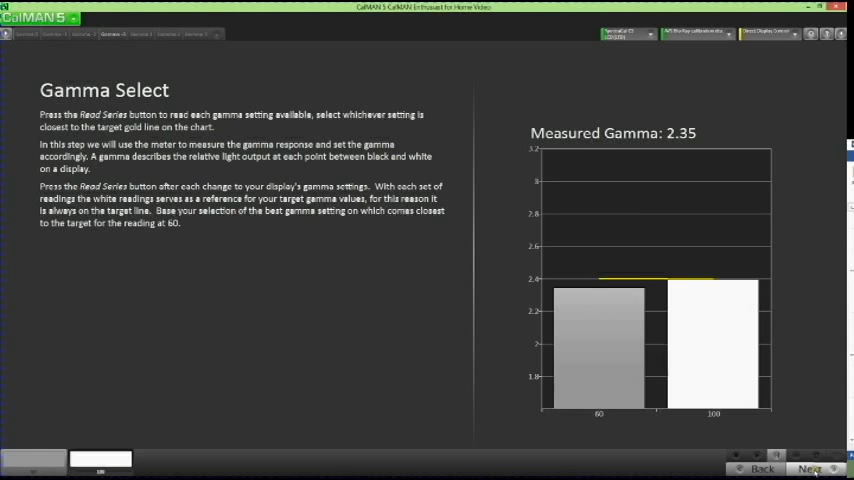 CalMAN 5 CalMAN Enthusiast for Home Video
CalMAN 5
SpectraCal C3
Direct Display Control
Gamma Select
Press the Read Series button to read each gamma setting available, select whichever setting is
closest to the target gold line on the chart.
In this step we will use the meter to measure the gamma response and set the gamma
accordingly. A gamma describes the relative light output at each point between black and white
on a display.
Press the Read Series button after each change to your display's gamma settings. With each set of
readings the white readings serves as a reference for your target gamma values, for this reason it
is always on the target line. Base your selection of the best gamma setting on which comes closest
to the target for the reading at 60.
Measured Gamma: 2.35
3.2
3
2.8
2.6
2.4
2.2
2
1.8
60
100
100
Back
Next